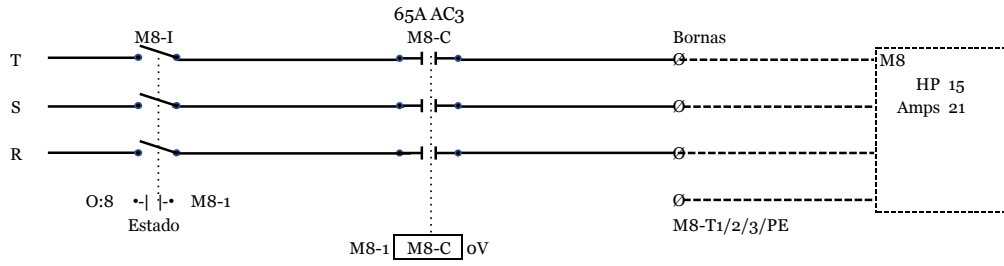 65A AC3
M8-I M8-C Bornas
T M8
HP 15
S Amps 21
R
O:8 M8-1
Estado M8-T1/2/3/PE
M8-1 M8-C 0V